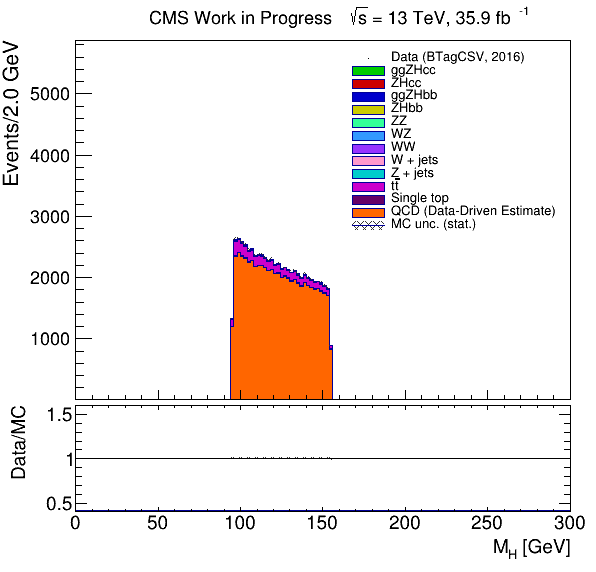 CMS Work in Progress √s = 13 TeV, 35.9 fb -1
Events/2.0 GeV
5000
4000
3000
2000
1000
Data (BTagCSV, 2016)
ggZHcc
ZHcc
ggZHbb
ZHbb
ZZ
WZ
WW
W + jets
Z + jets
tt̅
Single top
QCD (Data-Driven Estimate)
MC unc. (stat.)
Data/MC
1.5
1
0.5
0 50 100 150 200 250 300
M_H [GeV]